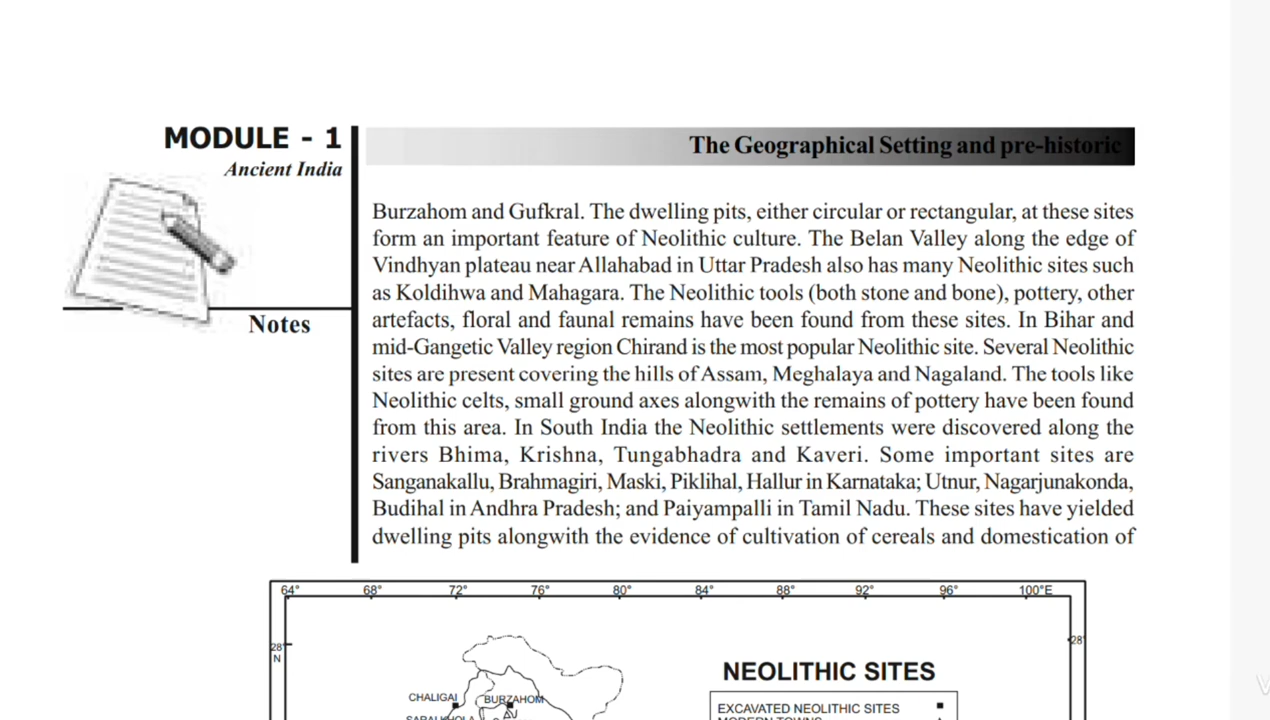 MODULE - 1
Ancient India
Notes
The Geographical Setting and pre-historic
Burzahom and Gufkral. The dwelling pits, either circular or rectangular, at these sites
form an important feature of Neolithic culture. The Belan Valley along the edge of
Vindhyan plateau near Allahabad in Uttar Pradesh also has many Neolithic sites such
as Koldihwa and Mahagara. The Neolithic tools (both stone and bone), pottery, other
artefacts, floral and faunal remains have been found from these sites. In Bihar and
mid-Gangetic Valley region Chirand is the most popular Neolithic site. Several Neolithic
sites are present covering the hills of Assam, Meghalaya and Nagaland. The tools like
Neolithic celts, small ground axes alongwith the remains of pottery have been found
from this area. In South India the Neolithic settlements were discovered along the
rivers Bhima, Krishna, Tungabhadra and Kaveri. Some important sites are
Sanganakallu, Brahmagiri, Maski, Piklihal, Hallur in Karnataka; Utnur, Nagarjunakonda,
Budihal in Andhra Pradesh; and Paiyampalli in Tamil Nadu. These sites have yielded
dwelling pits alongwith the evidence of cultivation of cereals and domestication of
64° 68° 72° 76° 80° 84° 88° 92° 96° 100°E
28° 28°
N
NEOLITHIC SITES
CHALIGAI BURZAHOM
EXCAVATED NEOLITHIC SITES
MODERN TOWNS